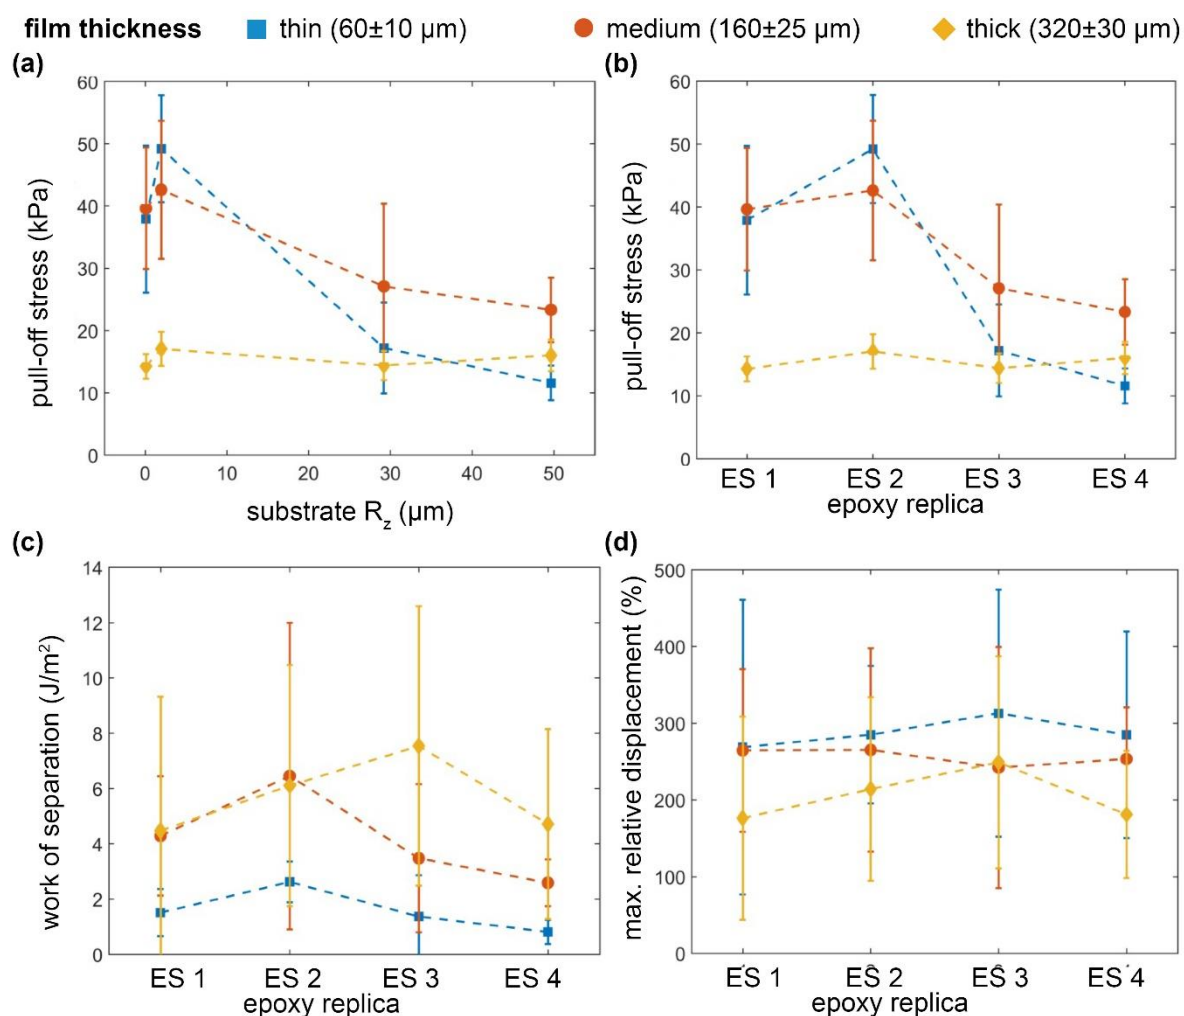 film thickness thin (60±10 µm) medium (160±25 µm) thick (320±30 µm)
(a)
60
50
40
30
20
10
0
pull-off stress (kPa)
0 10 20 30 40 50
substrate Rz (µm)
(b)
60
50
40
30
20
10
0
pull-off stress (kPa)
ES 1 ES 2 ES 3 ES 4
epoxy replica
(c)
14
12
10
8
6
4
2
0
work of separation (J/m²)
ES 1 ES 2 ES 3 ES 4
epoxy replica
(d)
500
400
300
200
100
0
max. relative displacement (%)
ES 1 ES 2 ES 3 ES 4
epoxy replica